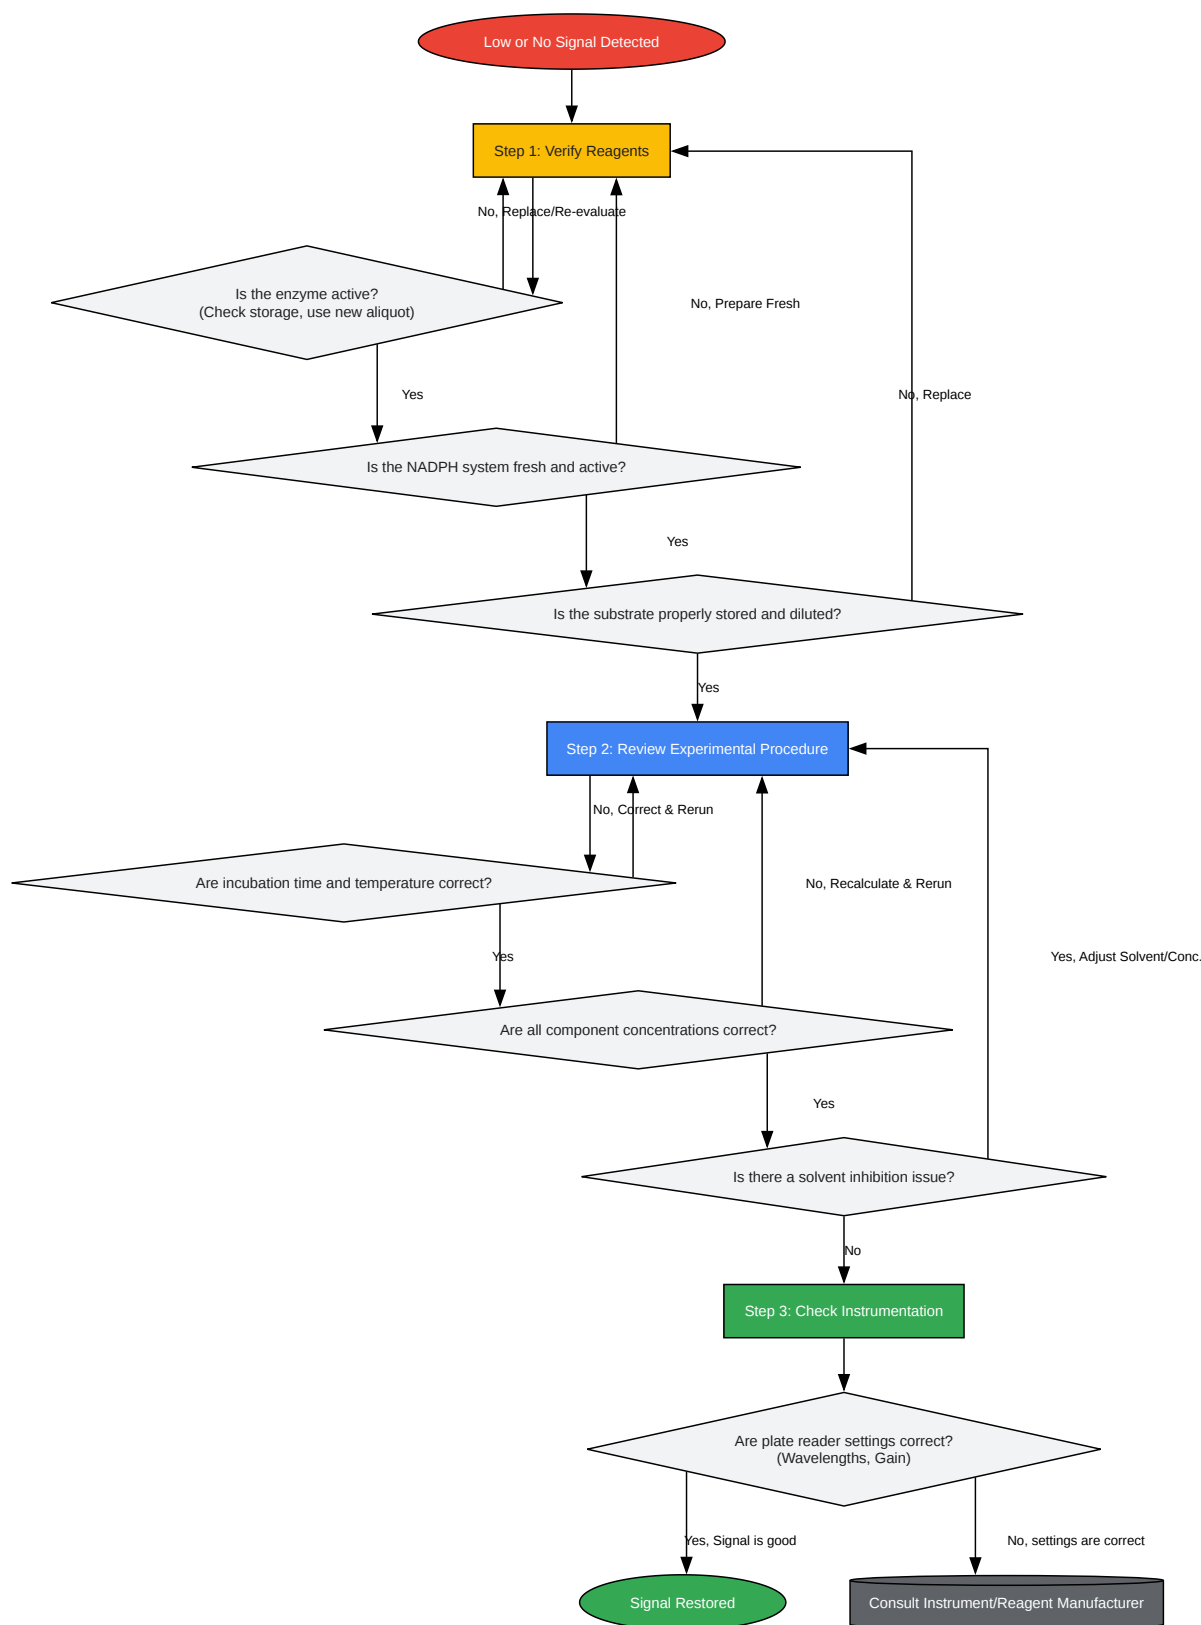 Low or No Signal Detected
Step 1: Verify Reagents
No, Replace/Re-evaluate
Is the enzyme active?
(Check storage, use new aliquot)
No, Prepare Fresh
Yes
No, Replace
Is the NADPH system fresh and active?
Yes
Is the substrate properly stored and diluted?
Yes
Step 2: Review Experimental Procedure
No, Correct & Rerun
Are incubation time and temperature correct?
No, Recalculate & Rerun
Yes
Yes, Adjust Solvent/Conc.
Are all component concentrations correct?
Yes
Is there a solvent inhibition issue?
No
Step 3: Check Instrumentation
Are plate reader settings correct?
(Wavelengths, Gain)
Yes, Signal is good
No, settings are correct
Signal Restored
Consult Instrument/Reagent Manufacturer